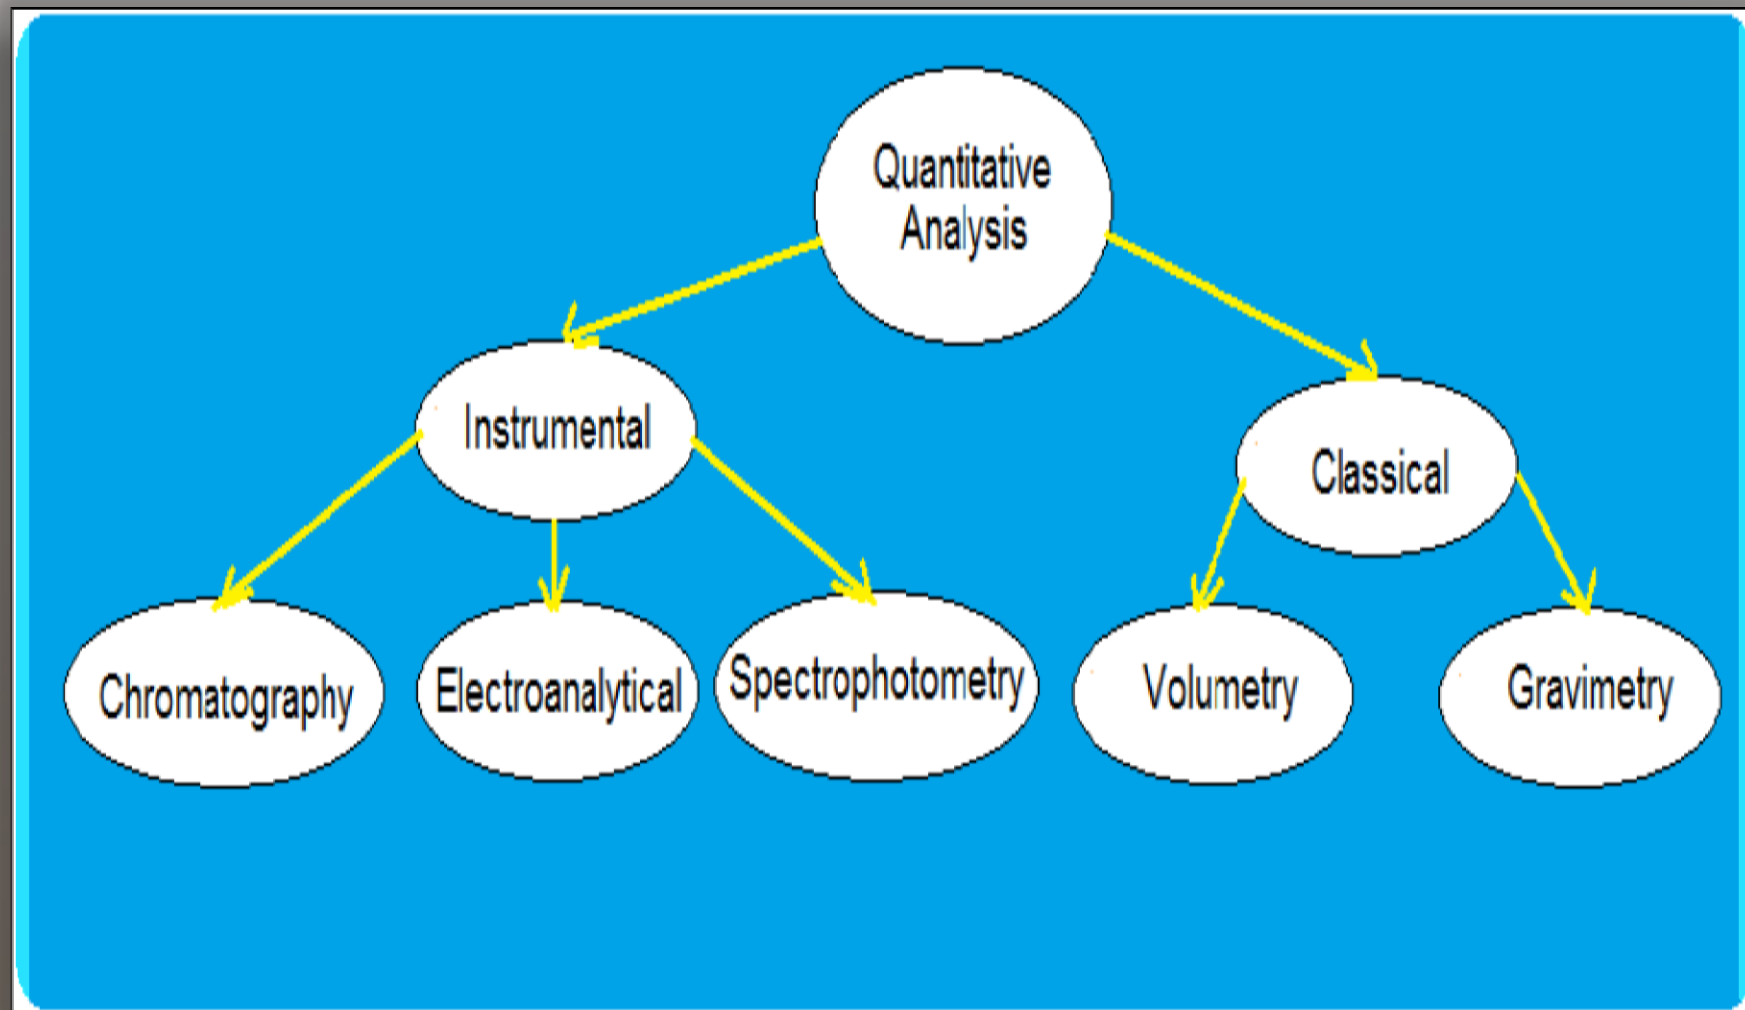 Quantitative
Analysis
Instrumental
Classical
Chromatography
Electroanalytical
Spectrophotometry
Volumetry
Gravimetry